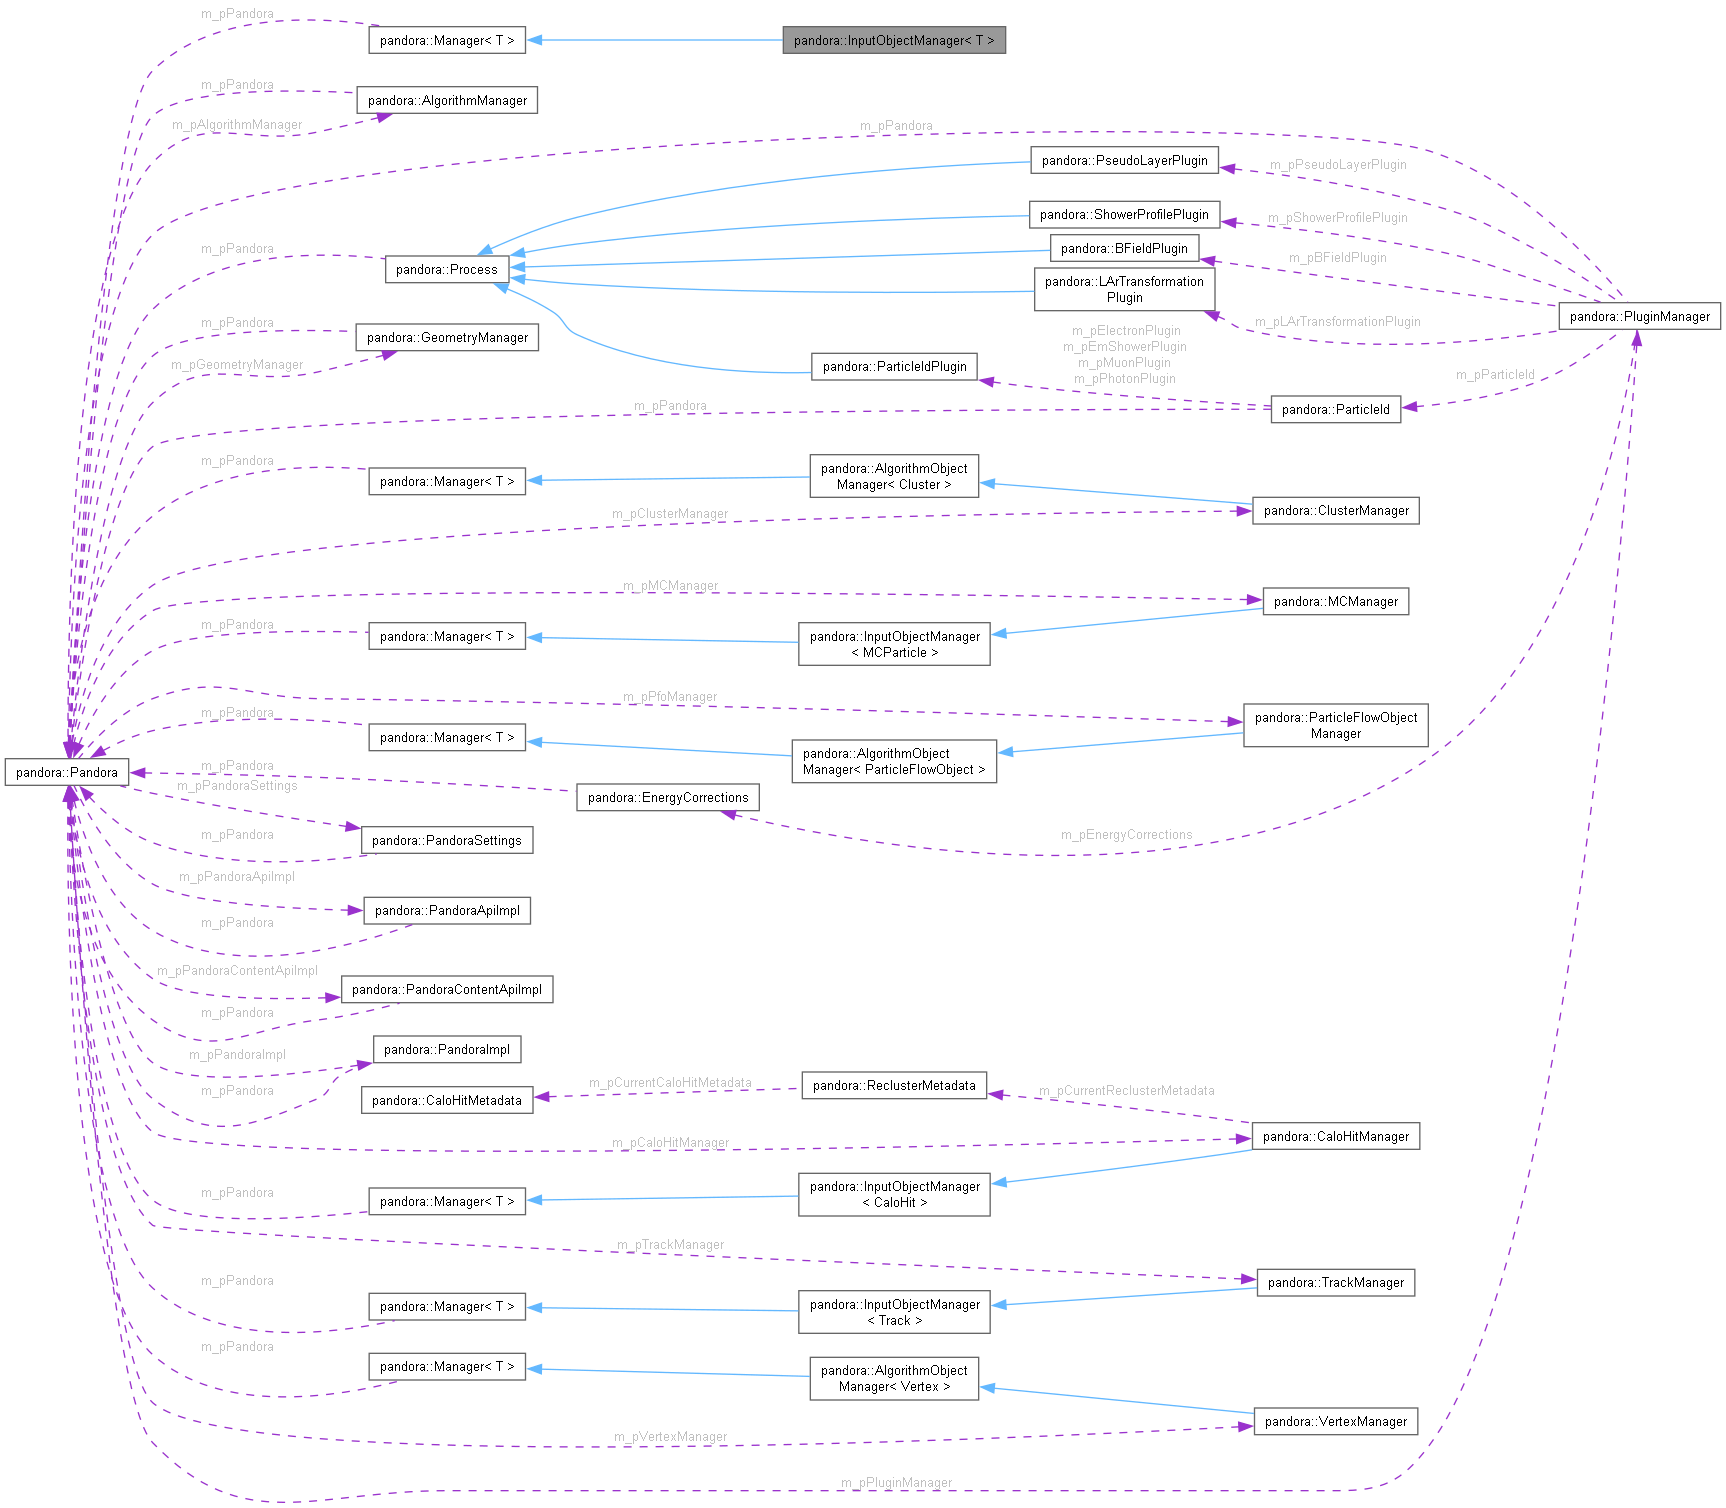 m_pPandora
pandora::Manager< T >
pandora::InputObjectManager< T >
m_pPandora
pandora::AlgorithmManager
m_pAlgorithmManager
m_pPandora
pandora::PseudoLayerPlugin
m_pPseudoLayerPlugin
pandora::ShowerProfilePlugin
m_pShowerProfilePlugin
m_pPandora
pandora::BFieldPlugin
m_pBFieldPlugin
pandora::Process
pandora::LArTransformation
Plugin
pandora::PluginManager
m_pLArTransformationPlugin
m_pPandora
pandora::GeometryManager
m_pGeometryManager
m_pElectronPlugin
m_pEmShowerPlugin
m_pMuonPlugin
m_pPhotonPlugin
pandora::ParticleIdPlugin
m_pParticleId
m_pPandora
pandora::ParticleId
m_pPandora
pandora::Manager< T >
pandora::AlgorithmObject
Manager< Cluster >
m_pClusterManager
pandora::ClusterManager
m_pMCManager
pandora::MCManager
m_pPandora
pandora::Manager< T >
pandora::InputObjectManager
< MCParticle >
m_pPfoManager
m_pPandora
pandora::ParticleFlowObject
Manager
pandora::Manager< T >
pandora::AlgorithmObject
Manager< ParticleFlowObject >
pandora::Pandora
m_pPandora
m_pPandoraSettings
pandora::EnergyCorrections
m_pPandora
pandora::PandoraSettings
m_pEnergyCorrections
m_pPandoraApiImpl
pandora::PandoraApiImpl
m_pPandora
m_pPandoraContentApiImpl
pandora::PandoraContentApiImpl
m_pPandora
m_pPandoraImpl
pandora::PandoraImpl
m_pPandora
pandora::CaloHitMetadata
m_pCurrentCaloHitMetadata
pandora::ReclusterMetadata
m_pCurrentReclusterMetadata
m_pCaloHitManager
pandora::CaloHitManager
m_pPandora
pandora::Manager< T >
pandora::InputObjectManager
< CaloHit >
m_pTrackManager
m_pPandora
pandora::TrackManager
pandora::Manager< T >
pandora::InputObjectManager
< Track >
m_pPandora
pandora::Manager< T >
pandora::AlgorithmObject
Manager< Vertex >
m_pVertexManager
pandora::VertexManager
m_pPluginManager